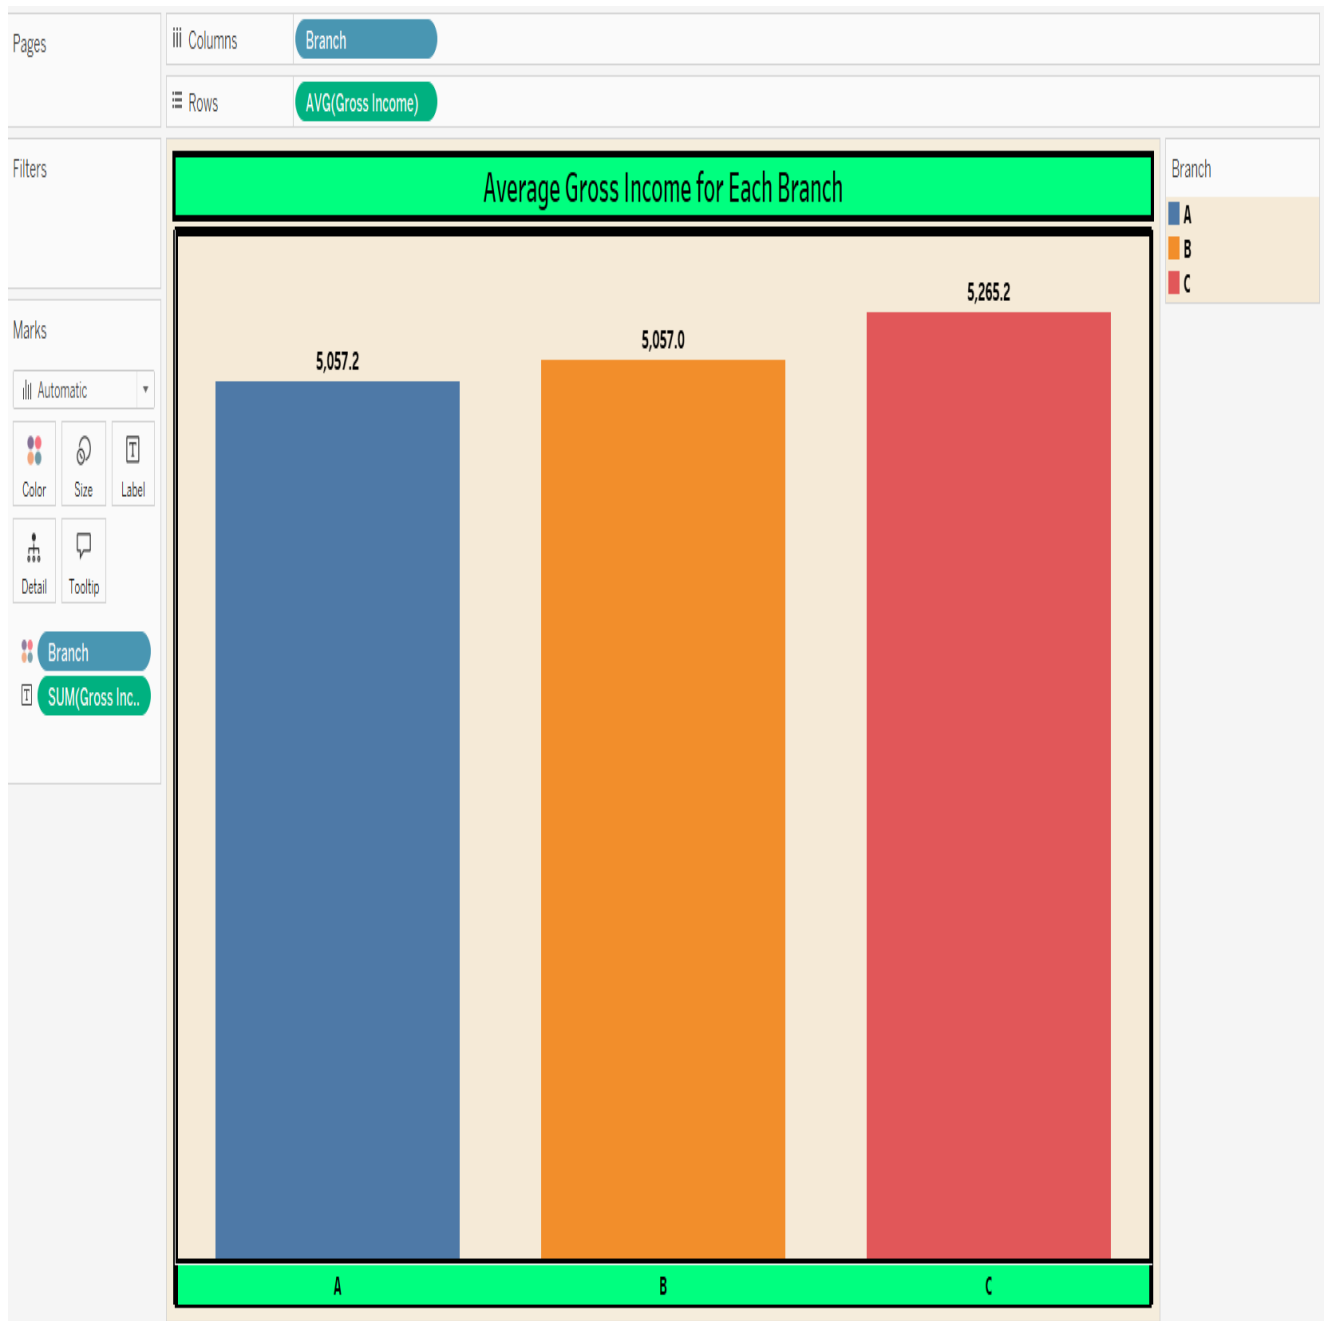 Pages
Columns Branch
Rows AVG(Gross Income)
Filters
Marks
Automatic
Color Size Label
Detail Tooltip
Branch
SUM(Gross Inc..
Average Gross Income for Each Branch
5,057.2
5,057.0
5,265.2
A B C
Branch
A
B
C